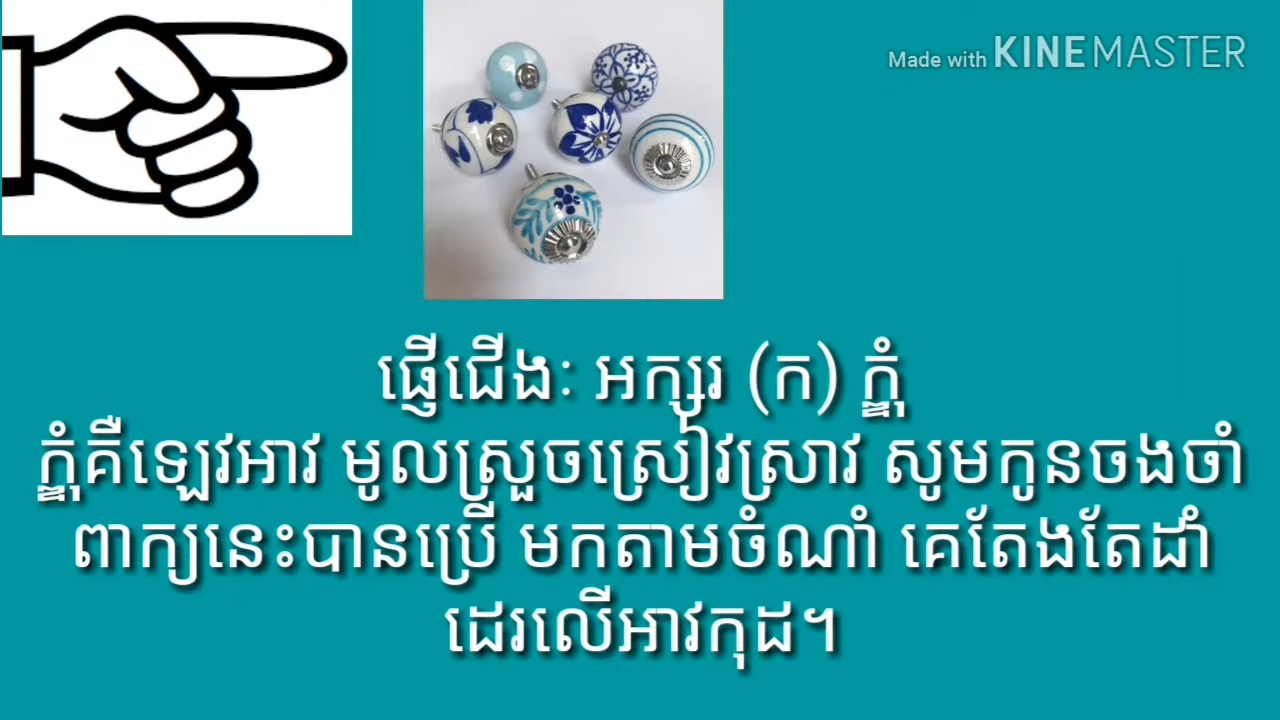 Made with KINEMASTER
ផ្ញើជើងៈ អក្សរ (ក) ក្ឌុំ
ក្ឌុំគឺឡេវអាវ មូលស្រួចស្រៀវស្រាវ សូមកូនចងចាំ
ពាក្យនេះបានប្រើ មកតាមចំណាំ គេតែងតែដាំ
ដេរលើអាវកុដ។